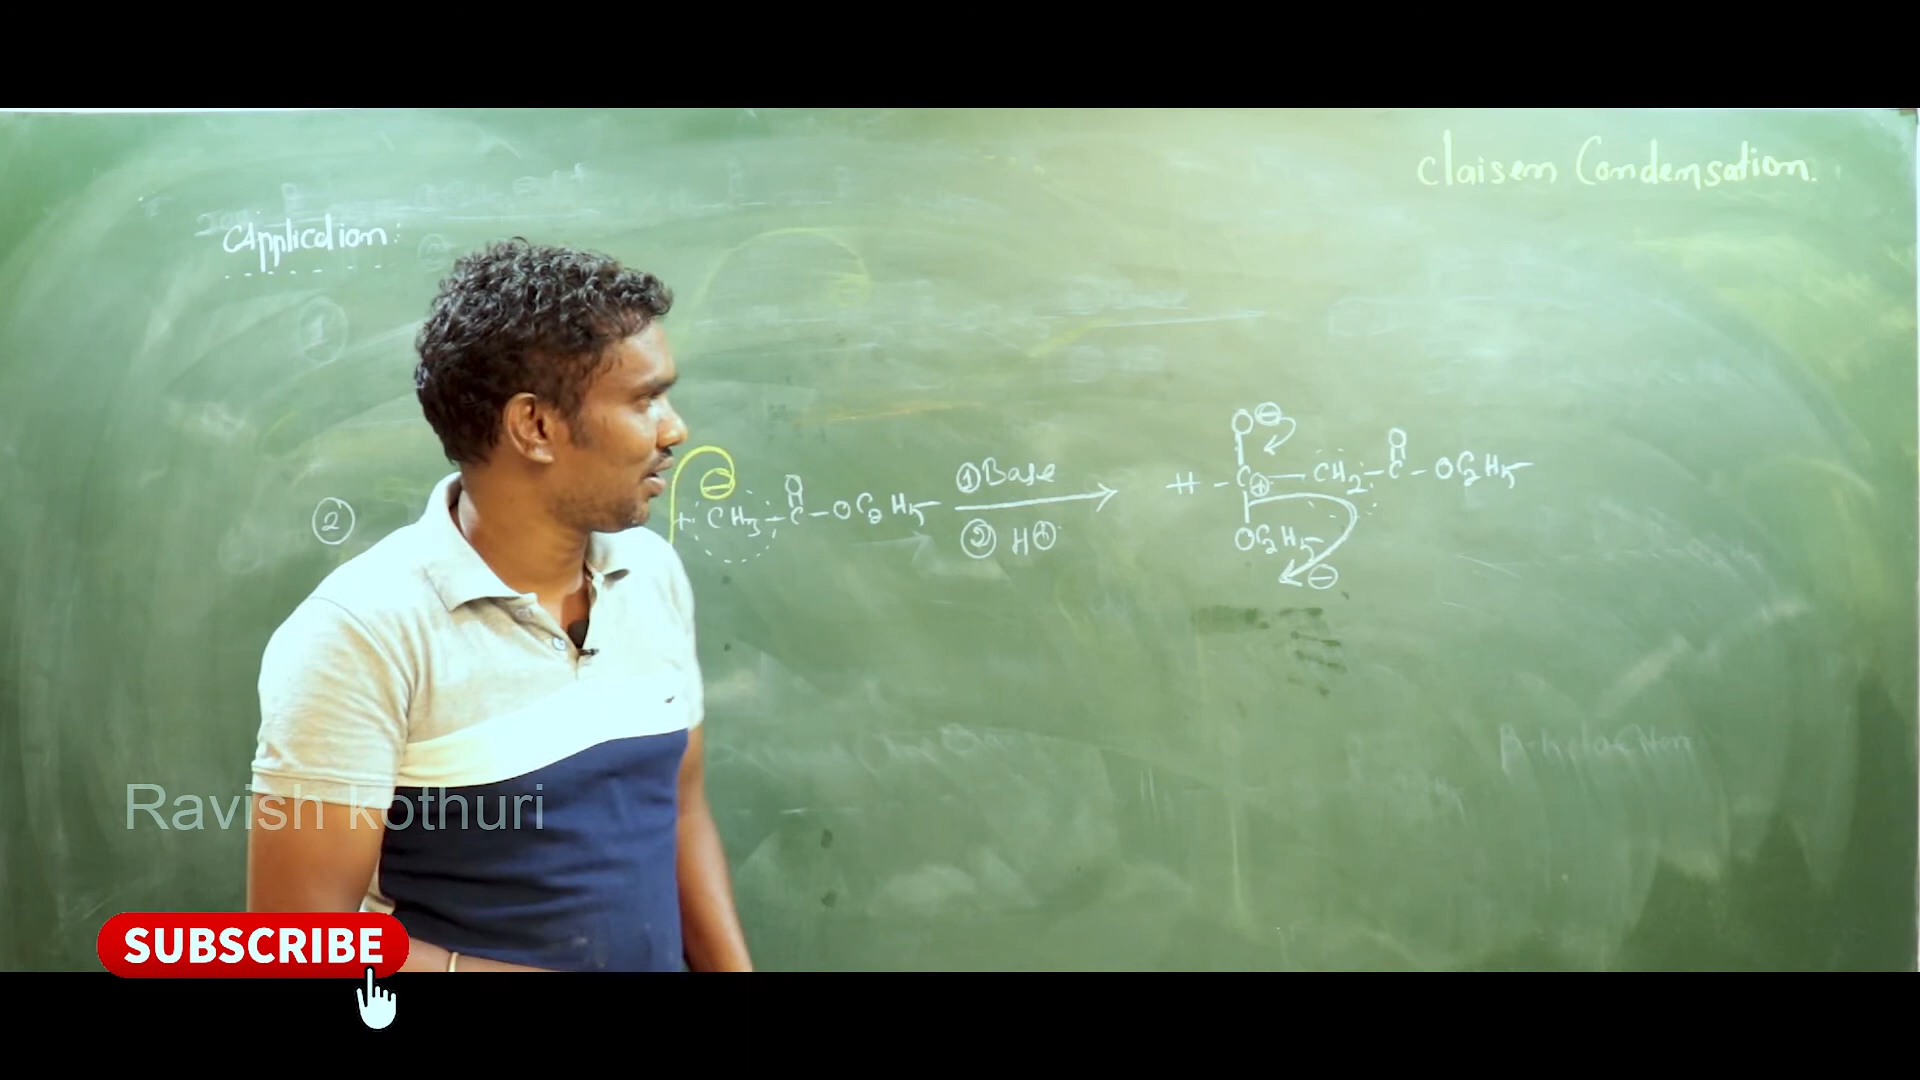 Claisen Condensation.
Application:
②
⊖
O
+ CH3 - C - OC2H5
① Base
② H⊕
O ⊖ O
H - C⊕ - CH2 - C - OC2H5
OC2H5
⊖
Ravish kothuri
SUBSCRIBE